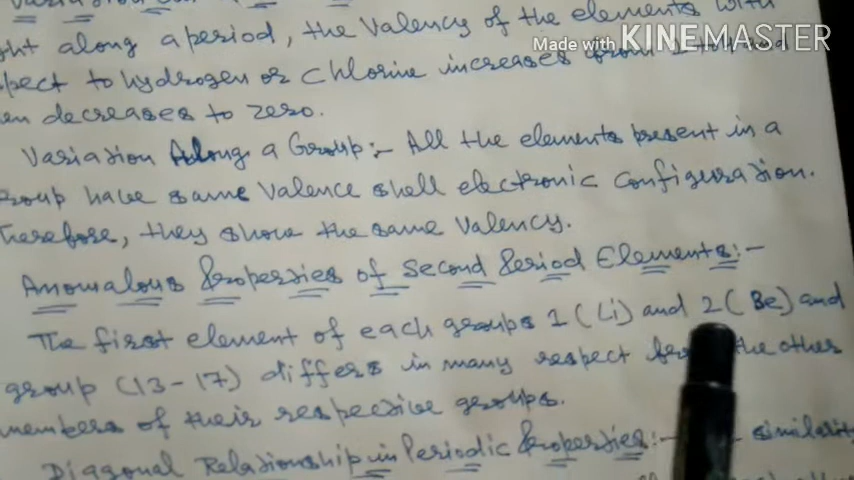 Made with KINEMASTER
along a period, the valency of the elements with
to hydrogen or chlorine increases from
decreases to zero.
Variation Along a Group:- All the elements present in a
have same valence shell electronic configuration.
Therefore, they show the same valency.
Anomalous Properties of Second Period Elements:-
The first element of each groups 1 (Li) and 2 (Be) and
group (13-17) differs in many respect the other
members of their respective groups.
Diagonal Relationship in Periodic Properties:- similarity